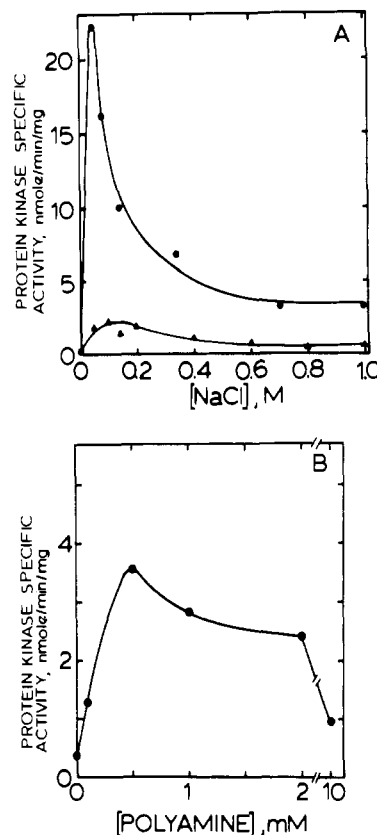 A
PROTEIN KINASE SPECIFIC
ACTIVITY, nmole/min/mg
20
15
10
5
0
0 0.2 0.4 0.6 0.8 1.0
[NaCl], M
B
PROTEIN KINASE SPECIFIC
ACTIVITY, nmole/min/mg
4
2
0
0 1 2 10
[POLYAMINE], mM